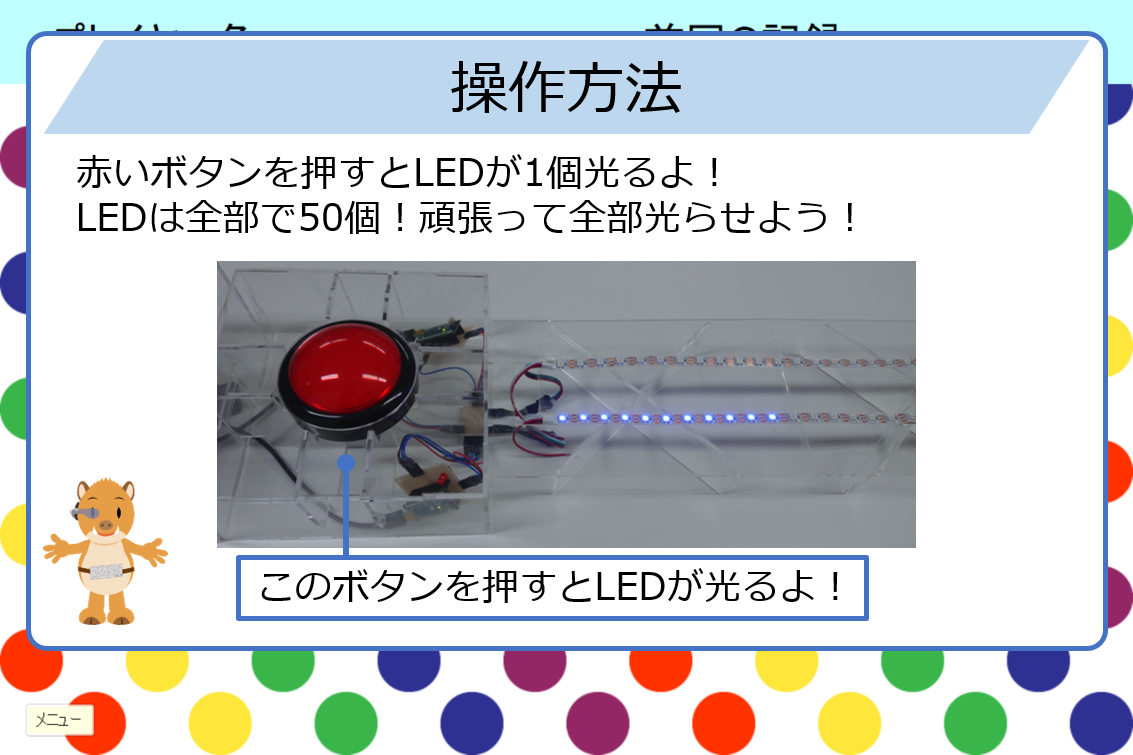 操作方法
赤いボタンを押すとLEDが1個光るよ！
LEDは全部で50個！頑張って全部光らせよう！
このボタンを押すとLEDが光るよ！
メニュー